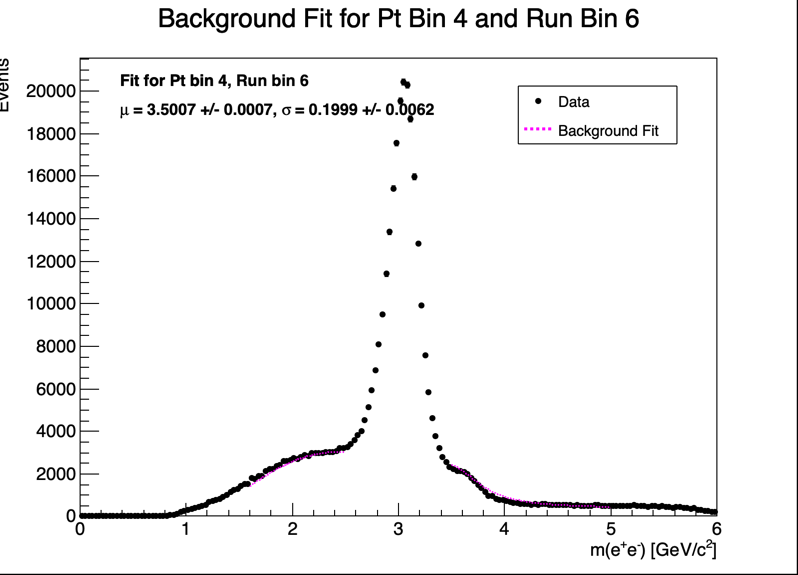 Background Fit for Pt Bin 4 and Run Bin 6
Events
Fit for Pt bin 4, Run bin 6
μ = 3.5007 +/- 0.0007, σ = 0.1999 +/- 0.0062
Data
Background Fit
20000
18000
16000
14000
12000
10000
8000
6000
4000
2000
0
0 1 2 3 4 5 6
m(e⁺e⁻) [GeV/c²]